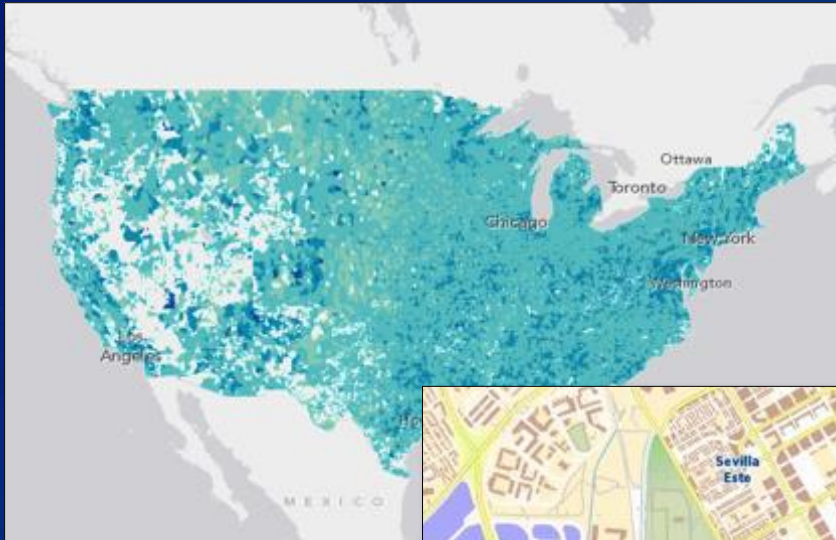 Ottawa
Toronto
Chicago
New York
Washington
Los
Angeles
MEXICO
Sevilla
Este